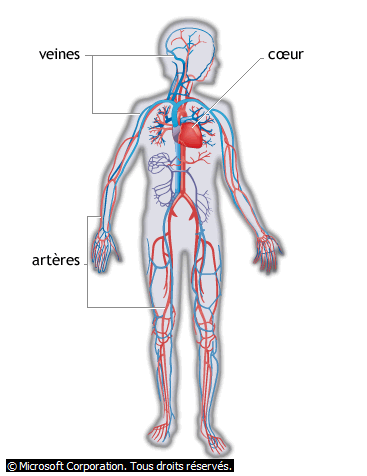 veines
cœur
artères
© Microsoft Corporation. Tous droits réservés.